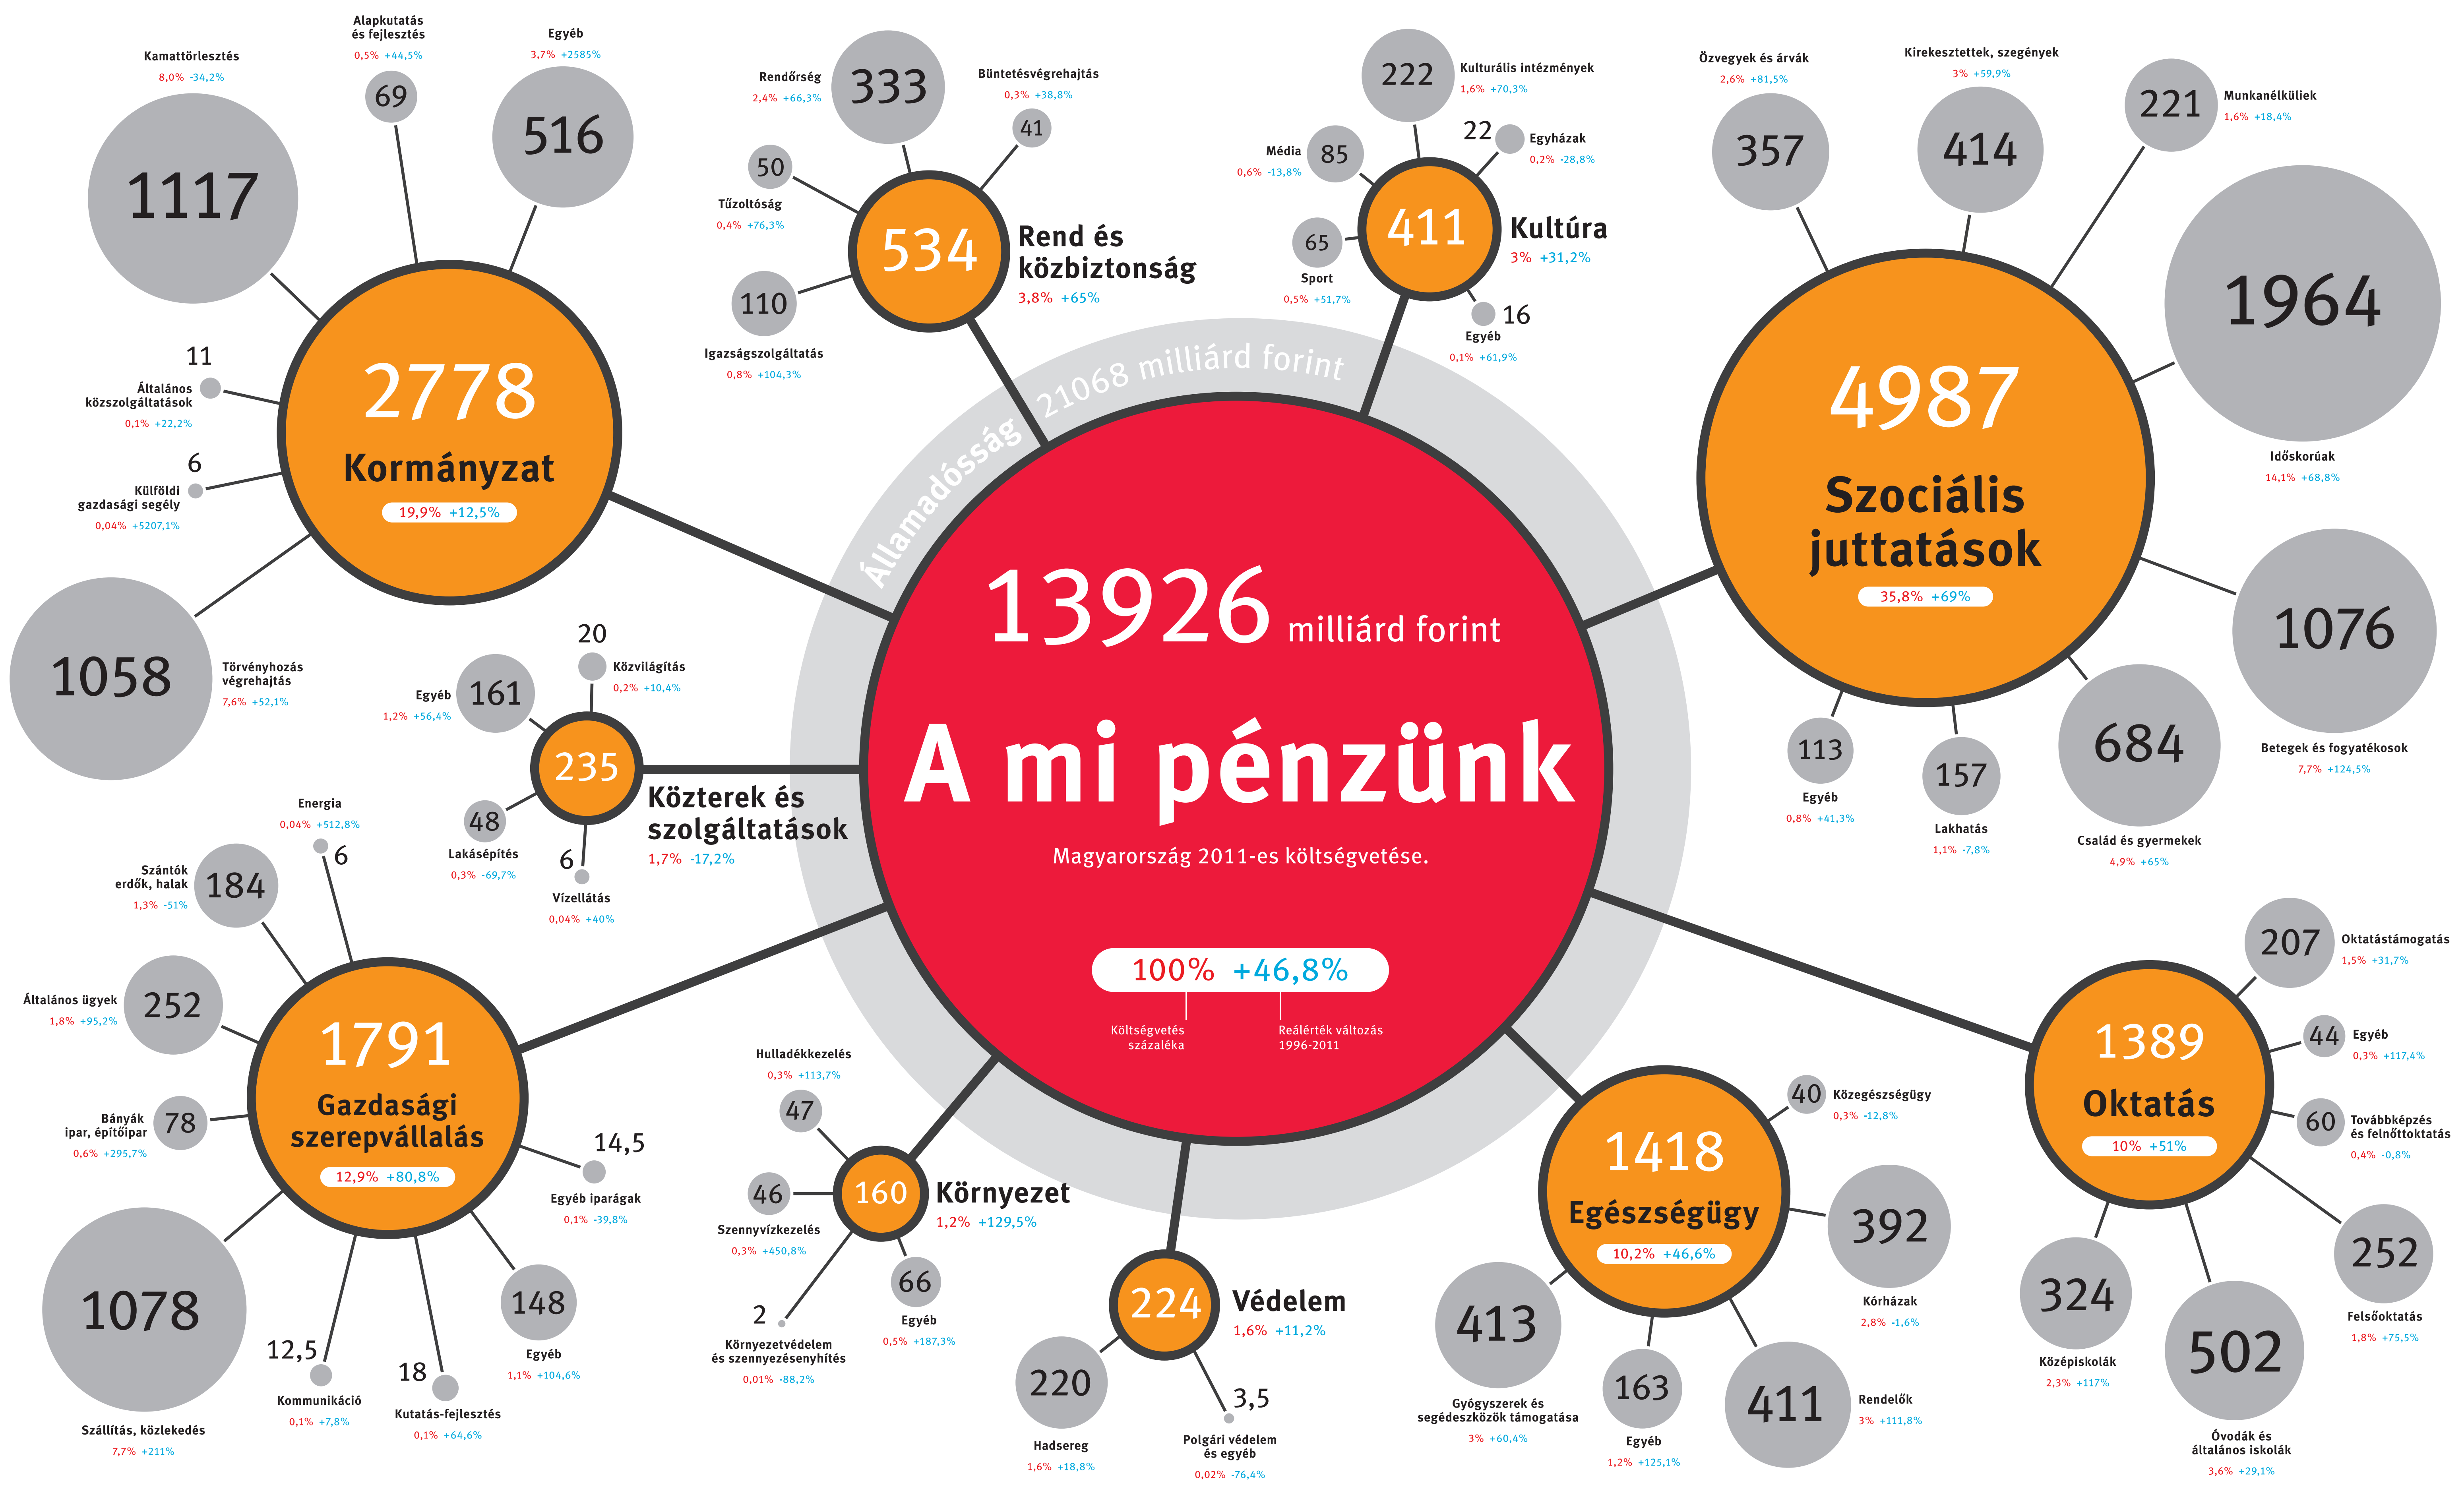 Államadósság 21068 milliárd forint
13926 milliárd forint
A mi pénzünk
Magyarország 2011-es költségvetése.
100% +46,8%
Költségvetés
százaléka
Reálérték változás
1996-2011
2778
Kormányzat
19,9% +12,5%
Kamattörlesztés
8,0% -34,2%
1117
Alapkutatás
és fejlesztés
0,5% +44,5%
69
Egyéb
3,7% +2585%
516
11
Általános
közszolgáltatások
0,1% +22,2%
6
Külföldi
gazdasági segély
0,04% +5207,1%
1058
Törvényhozás
végrehajtás
7,6% +52,1%
534
Rend és
közbiztonság
3,8% +65%
Rendőrség
2,4% +66,3%
333
Büntetésvégrehajtás
0,3% +38,8%
41
50
Tűzoltóság
0,4% +76,3%
110
Igazságszolgáltatás
0,8% +104,3%
411
Kultúra
3% +31,2%
222
Kulturális intézmények
1,6% +70,3%
22
Egyházak
0,2% -28,8%
Média
0,6% -13,8%
85
65
Sport
0,5% +51,7%
16
Egyéb
0,1% +61,9%
4987
Szociális
juttatások
35,8% +69%
Özvegyek és árvák
2,6% +81,5%
357
Kirekesztettek, szegények
3% +59,9%
414
221
Munkanélküliek
1,6% +18,4%
1964
Időskorúak
14,1% +68,8%
1076
Betegek és fogyatékosok
7,7% +124,5%
684
Család és gyermekek
4,9% +65%
157
Lakhatás
1,1% -7,8%
113
Egyéb
0,8% +41,3%
235
Közterek és
szolgáltatások
1,7% -17,2%
20
Közvilágítás
0,2% +10,4%
Egyéb
1,2% +56,4%
161
48
Lakásépítés
0,3% -69,7%
6
Vízellátás
0,04% +40%
1791
Gazdasági
szerepvállalás
12,9% +80,8%
Energia
0,04% +512,8%
6
Szántók
erdők, halak
1,3% -51%
184
Általános ügyek
1,8% +95,2%
252
Bányák
ipar, építőipar
0,6% +295,7%
78
1078
Szállítás, közlekedés
7,7% +211%
12,5
Kommunikáció
0,1% +7,8%
18
Kutatás-fejlesztés
0,1% +64,6%
148
Egyéb
1,1% +104,6%
14,5
Egyéb iparágak
0,1% -39,8%
160
Környezet
1,2% +129,5%
Hulladékkezelés
0,3% +113,7%
47
46
Szennyvízkezelés
0,3% +450,8%
2
Környezetvédelem
és szennyezésenyhítés
0,01% -88,2%
66
Egyéb
0,5% +187,3%
224
Védelem
1,6% +11,2%
220
Hadsereg
1,6% +18,8%
3,5
Polgári védelem
és egyéb
0,02% -76,4%
1418
Egészségügy
10,2% +46,6%
40
Közegészségügy
0,3% -12,8%
392
Kórházak
2,8% -1,6%
411
Rendelők
3% +111,8%
163
Egyéb
1,2% +125,1%
413
Gyógyszerek és
segédeszközök támogatása
3% +60,4%
1389
Oktatás
10% +51%
207
Oktatástámogatás
1,5% +31,7%
44
Egyéb
0,3% +117,4%
60
Továbbképzés
és felnőttoktatás
0,4% -0,8%
252
Felsőoktatás
1,8% +75,5%
502
Óvodák és
általános iskolák
3,6% +29,1%
324
Középiskolák
2,3% +117%